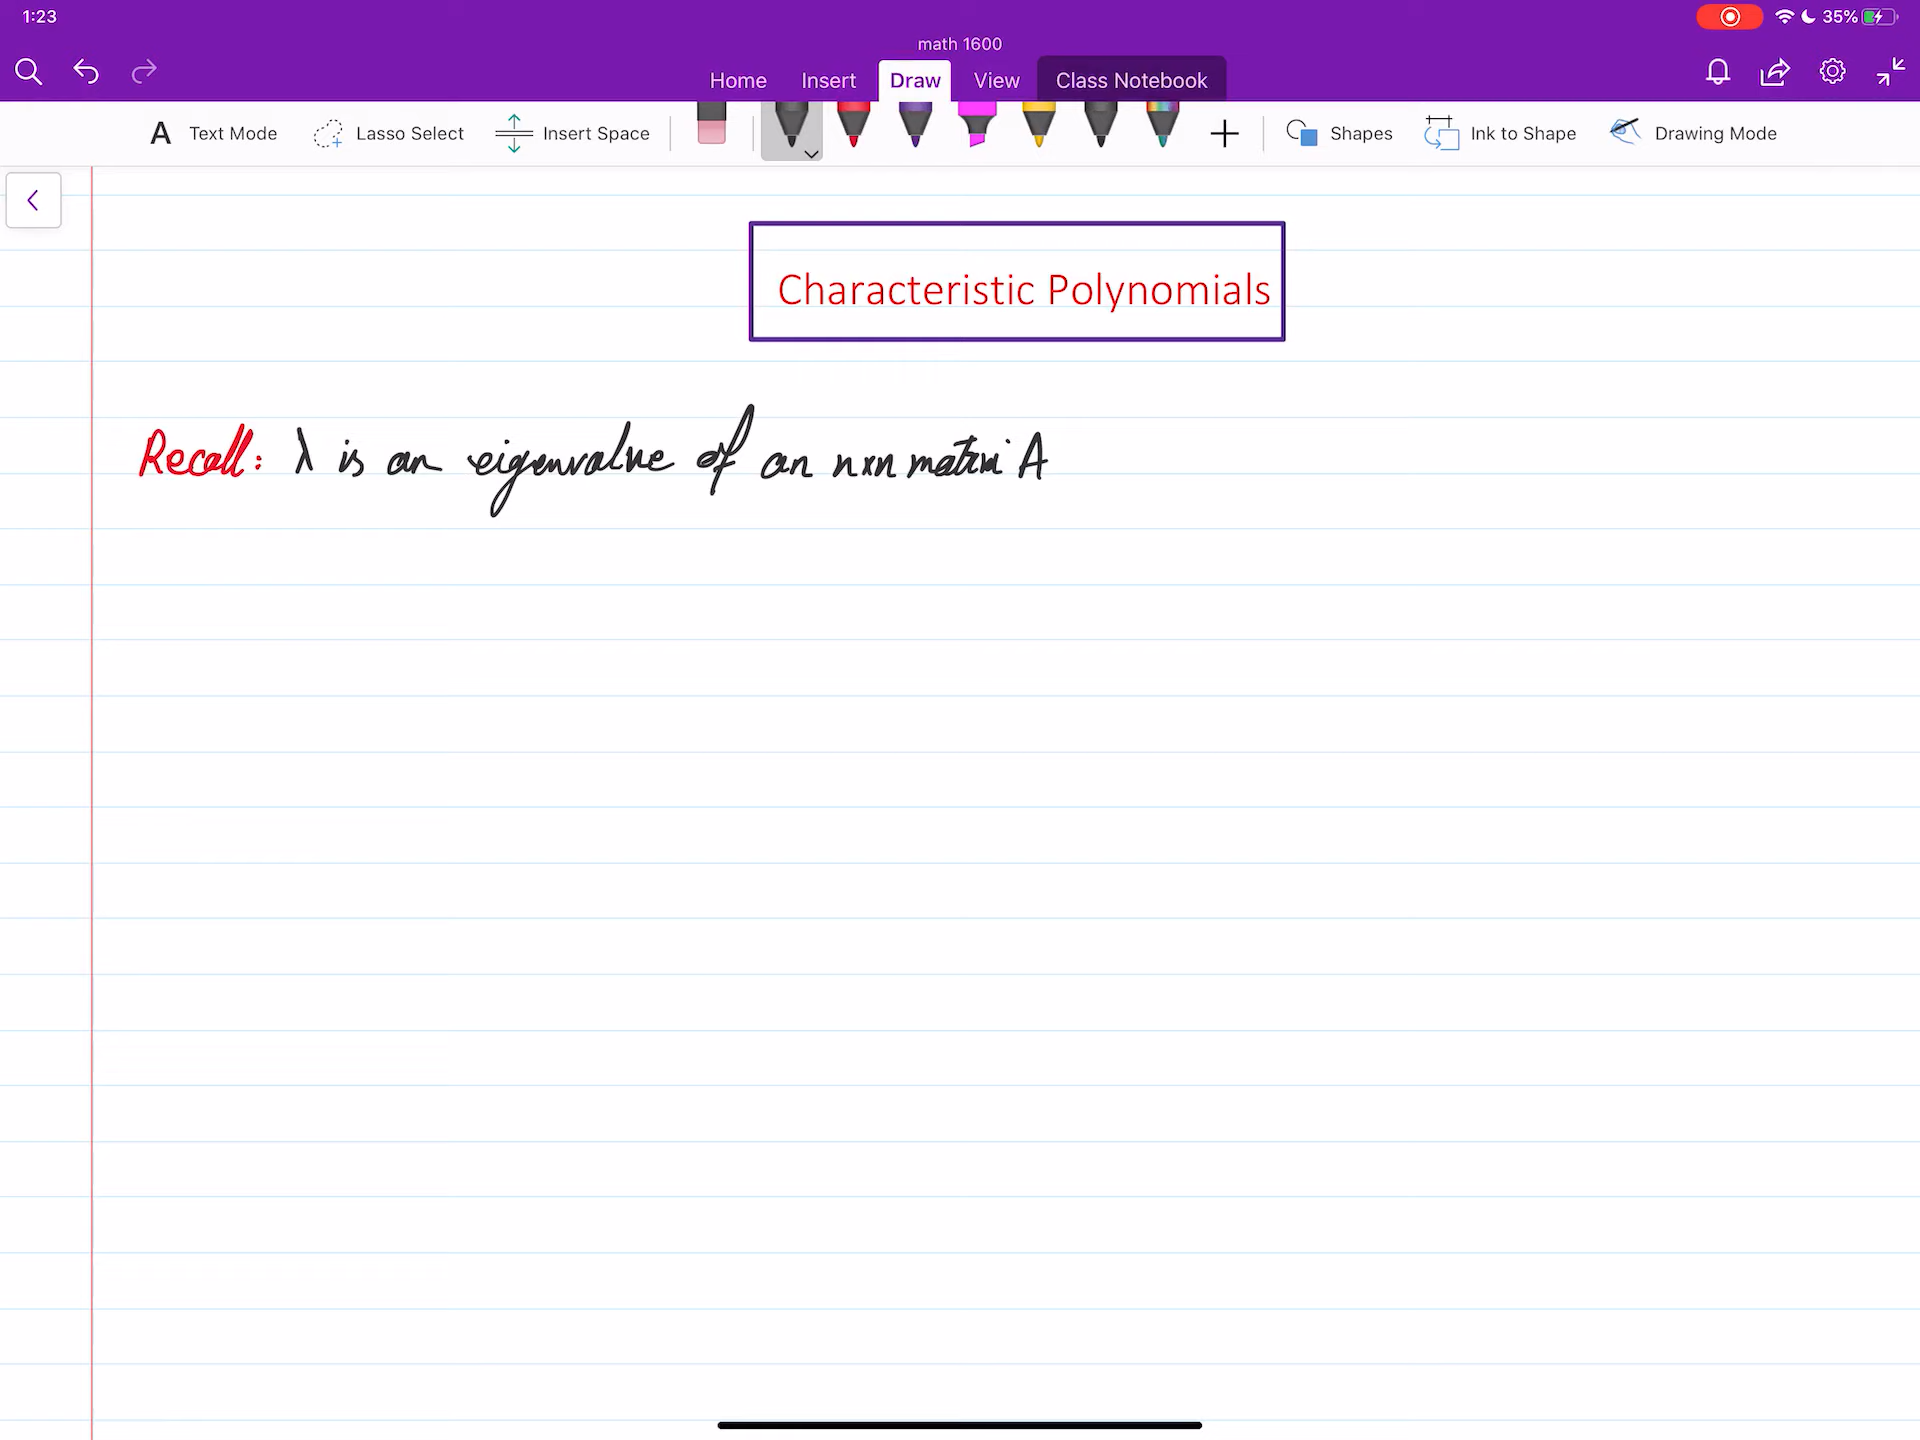 1:23
35%
math 1600
Home Insert Draw View Class Notebook
A Text Mode Lasso Select Insert Space Shapes Ink to Shape Drawing Mode
Characteristic Polynomials
Recall: λ is an eigenvalue of an n×n matrix A